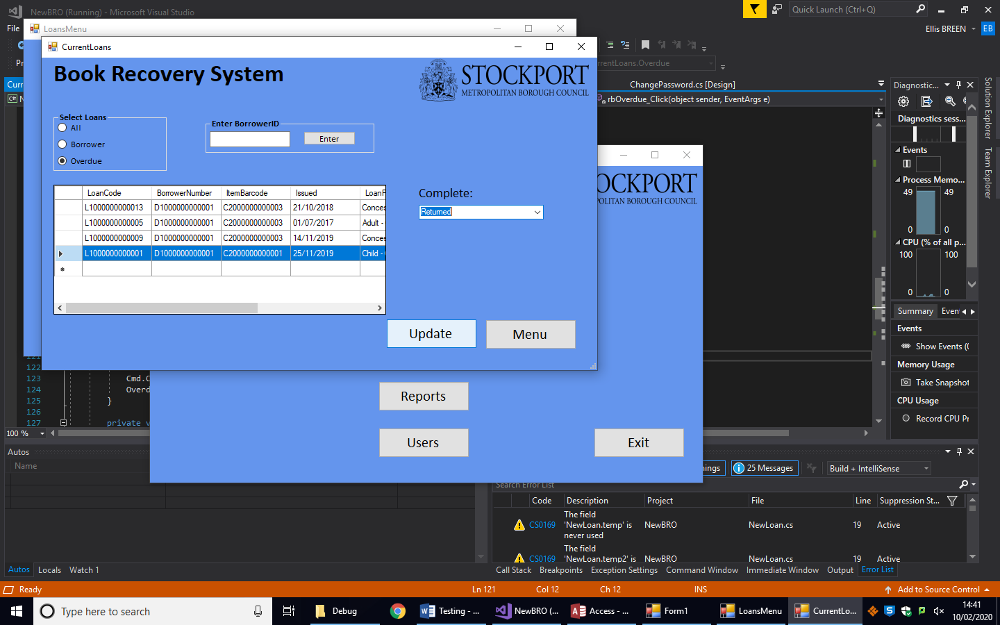 NewBRO (Running) - Microsoft Visual Studio
Quick Launch (Ctrl+Q)
File
LoansMenu
Ellis BREEN
EB
CurrentLoans
Book Recovery System
STOCKPORT
METROPOLITAN BOROUGH COUNCIL
rrentLoans.Overdue
Curr
ChangePassword.cs [Design]
Diagnostic...
C#
rbOverdue_Click(object sender, EventArgs e)
Solution Explorer
Team Explorer
Select Loans
All
Borrower
Overdue
Enter BorrowerID
Enter
Diagnostics sess...
Events
Process Memo...
49 49
0 0
CPU (% of all p...
100 100
0 0
Summary Even
Events
Show Events (0
Memory Usage
Take Snapshot
CPU Usage
Record CPU Pr
LoanCode BorrowerNumber ItemBarcode Issued
L1000000000013 D1000000000001 C2000000000003 21/10/2018 Conces
L1000000000005 D1000000000001 C2000000000003 01/07/2017 Adult -
L1000000000009 D1000000000001 C2000000000003 14/11/2019 Conces
L1000000000001 D1000000000001 C2000000000001 25/11/2019 Child -
*
Complete:
Returned
OCKPORT
POLITAN BOROUGH COUNCIL
Update
Menu
121
122
123 Cmd.C
124 Overd
125 }
126
127 private v
100 %
Reports
Users
Exit
Autos
Name
nings
25 Messages
Build + IntelliSense
Search Error List
Code Description Project File Line Suppression St...
CS0169 The field 'NewLoan.temp' is never used NewBRO NewLoan.cs 19 Active
CS0169 The field 'NewLoan.temp2' is NewBRO NewLoan.cs 19 Active
Autos Locals Watch 1
Call Stack Breakpoints Exception Settings Command Window Immediate Window Output Error List
Ready
Ln 121 Col 12 Ch 12 INS
Add to Source Control
Type here to search
Debug
Testing - ...
NewBRO (...
Access - ...
Form1
LoansMenu
CurrentLo...
14:41
10/02/2020